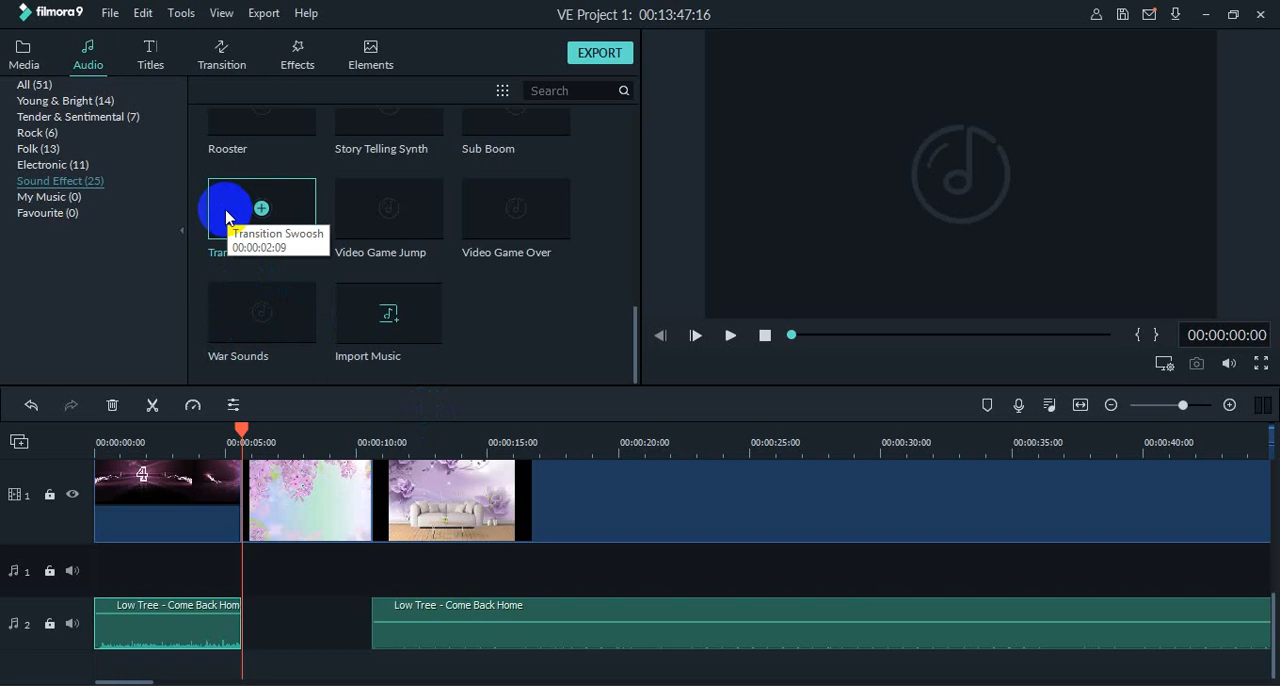 filmora9 File Edit Tools View Export Help VE Project 1: 00:13:47:16
Media Audio Titles Transition Effects Elements EXPORT
All (51)
Young & Bright (14)
Tender & Sentimental (7)
Rock (6)
Folk (13)
Electronic (11)
Sound Effect (25)
My Music (0)
Favourite (0)
Search
Rooster Story Telling Synth Sub Boom
Transition Swoosh
00:00:02:09
Tran Video Game Jump Video Game Over
War Sounds Import Music
{ } 00:00:00:00
00:00:00:00 00:00:05:00 00:00:10:00 00:00:15:00 00:00:20:00 00:00:25:00 00:00:30:00 00:00:35:00 00:00:40:00
4
1
1
Low Tree - Come Back Hom Low Tree - Come Back Home
2